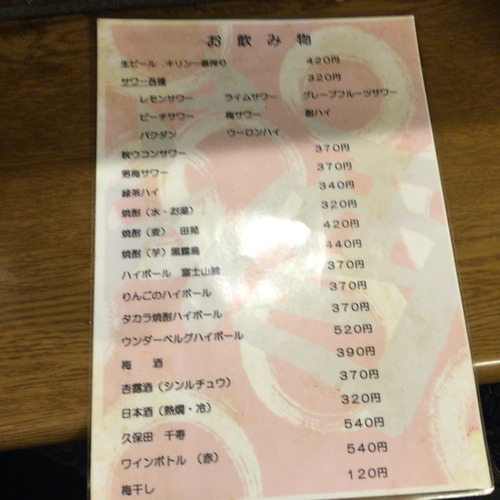 お飲み物
生ビール キリン一番搾り 420円
サワー各種 320円
レモンサワー ライムサワー グレープフルーツサワー
ピーチサワー 梅サワー 酎ハイ
バクダン ウーロンハイ
秋ウコンサワー 370円
男梅サワー 370円
緑茶ハイ 340円
焼酎（水・お湯） 320円
焼酎（麦） 田苑 420円
焼酎（芋）黒霧島 440円
ハイボール 富士山麓 370円
りんごのハイボール 370円
タカラ焼酎ハイボール 370円
ウンダーベルグハイボール 520円
梅 酒 390円
杏露酒（シンルチュウ） 370円
日本酒（熱燗・冷） 320円
久保田 千寿 540円
ワインボトル （赤） 540円
梅干し 120円